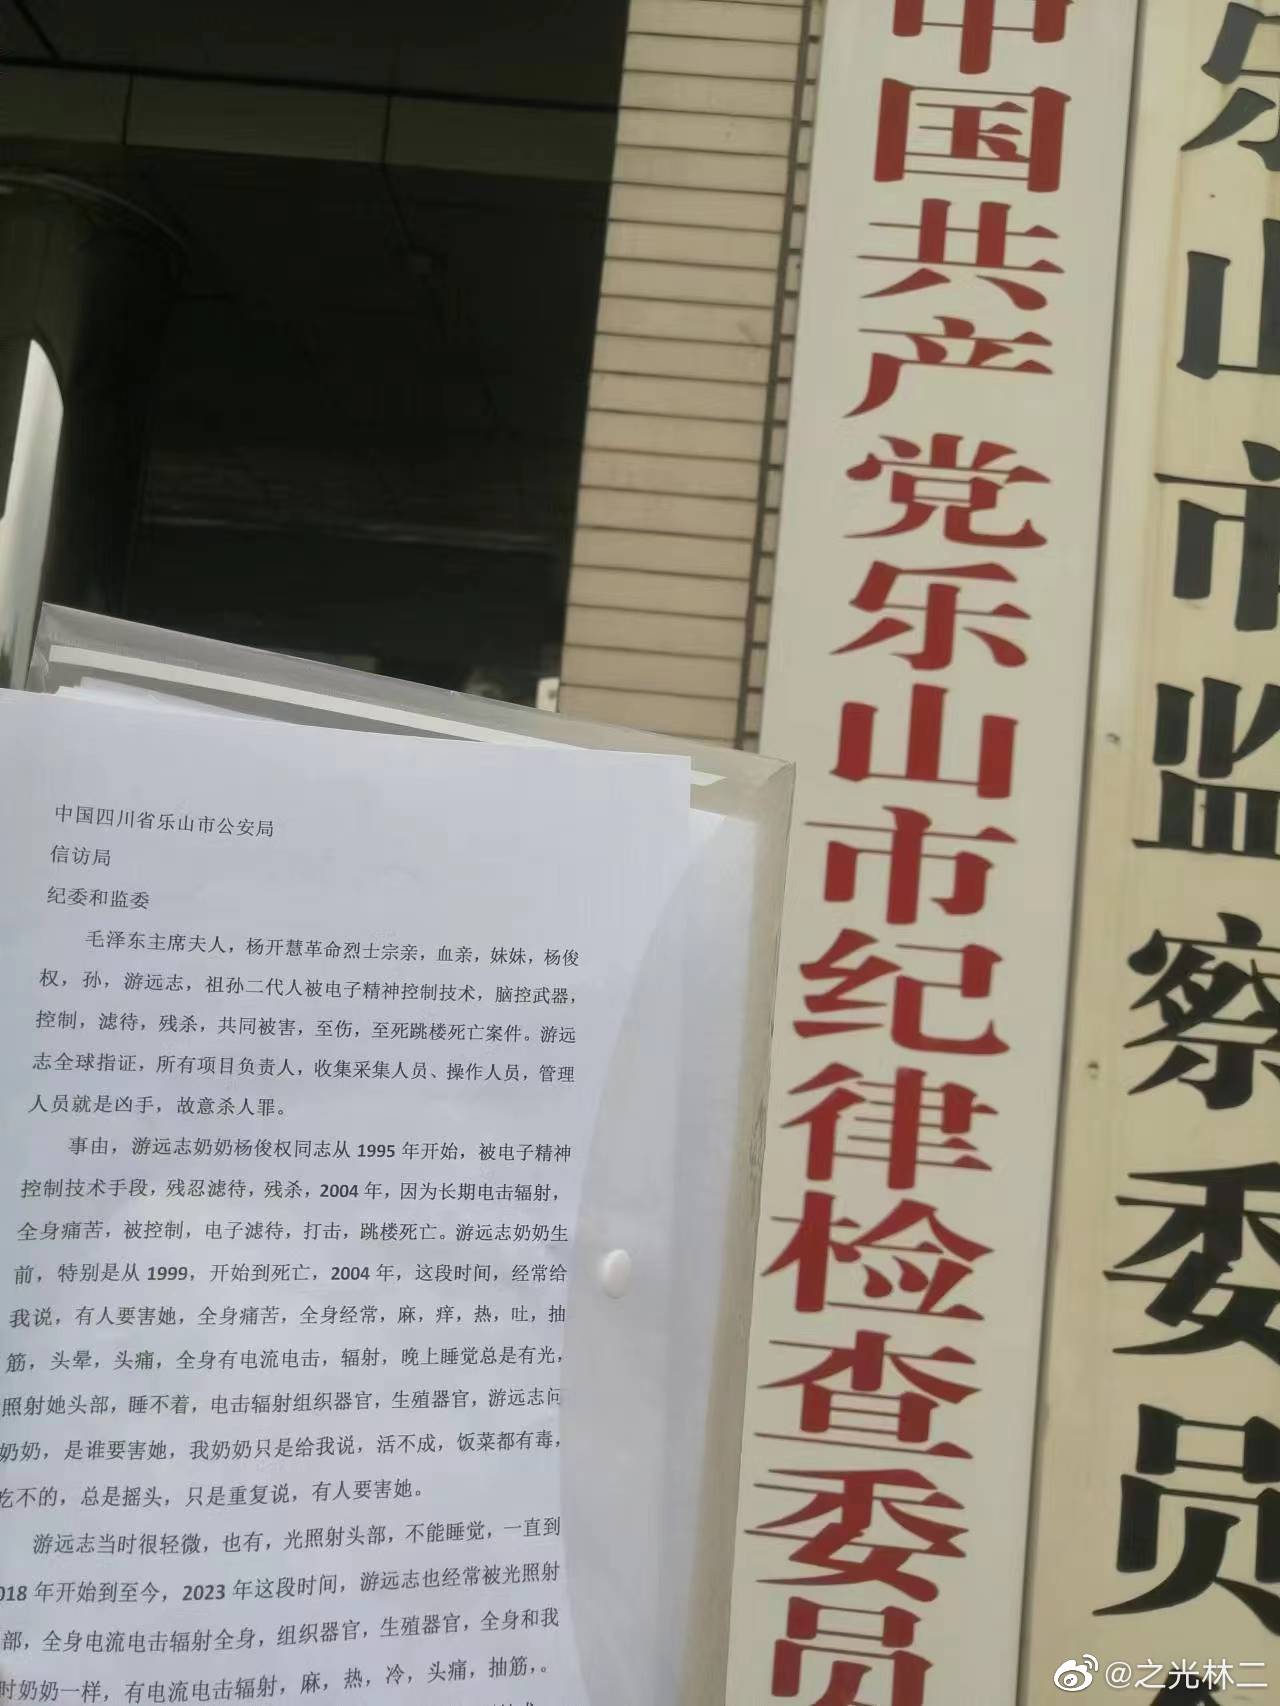 中国共产党乐山市纪律检查委员
乐山市监察委员
中国四川省乐山市公安局
信访局
纪委和监委
毛泽东主席夫人，杨开慧革命烈士宗亲，血亲，妹妹，杨俊
权，孙，游远志，祖孙二代人被电子精神控制技术，脑控武器，
控制，滤待，残杀，共同被害，至伤，至死跳楼死亡案件。游远
志全球指证，所有项目负责人，收集采集人员、操作人员，管理
人员就是凶手，故意杀人罪。
事由，游远志奶奶杨俊权同志从 1995 年开始，被电子精神
控制技术手段，残忍滤待，残杀，2004 年，因为长期电击辐射，
全身痛苦，被控制，电子滤待，打击，跳楼死亡。游远志奶奶生
前，特别是从 1999，开始到死亡，2004 年，这段时间，经常给
我说，有人要害她，全身痛苦，全身经常，麻，痒，热，吐，抽
筋，头晕，头痛，全身有电流电击，辐射，晚上睡觉总是有光，
照射她头部，睡不着，电击辐射组织器官，生殖器官，游远志问
奶奶，是谁要害她，我奶奶只是给我说，活不成，饭菜都有毒，
吃不的，总是摇头，只是重复说，有人要害她。
游远志当时很轻微，也有，光照射头部，不能睡觉，一直到
018 年开始到至今，2023 年这段时间，游远志也经常被光照射
部，全身电流电击辐射全身，组织器官，生殖器官，全身和我
时奶奶一样，有电流电击辐射，麻，热，冷，头痛，抽筋，。
@之光林二